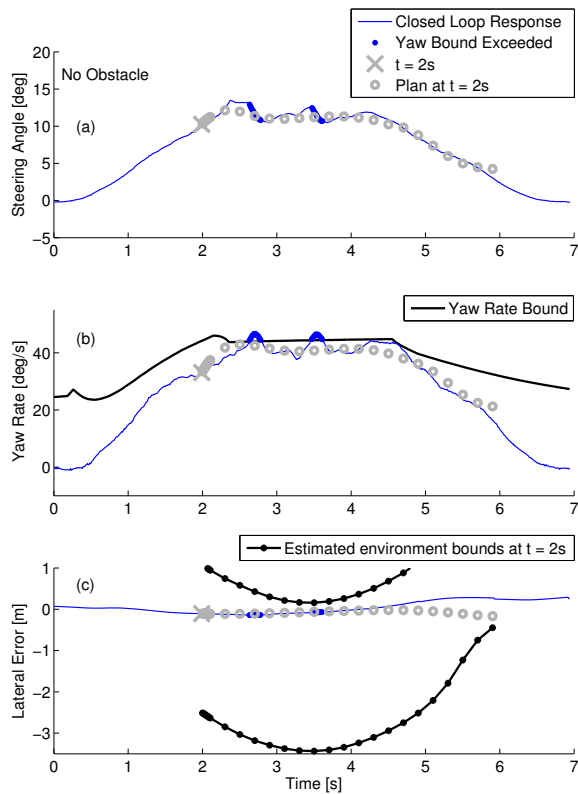 Closed Loop Response
Yaw Bound Exceeded
t = 2s
Plan at t = 2s
No Obstacle
(a)
Steering Angle [deg]
20
15
10
5
0
−5
0 1 2 3 4 5 6 7
Yaw Rate Bound
(b)
Yaw Rate [deg/s]
40
20
0
0 1 2 3 4 5 6 7
Estimated environment bounds at t = 2s
(c)
Lateral Error [m]
1
0
−1
−2
−3
0 1 2 3 4 5 6 7
Time [s]